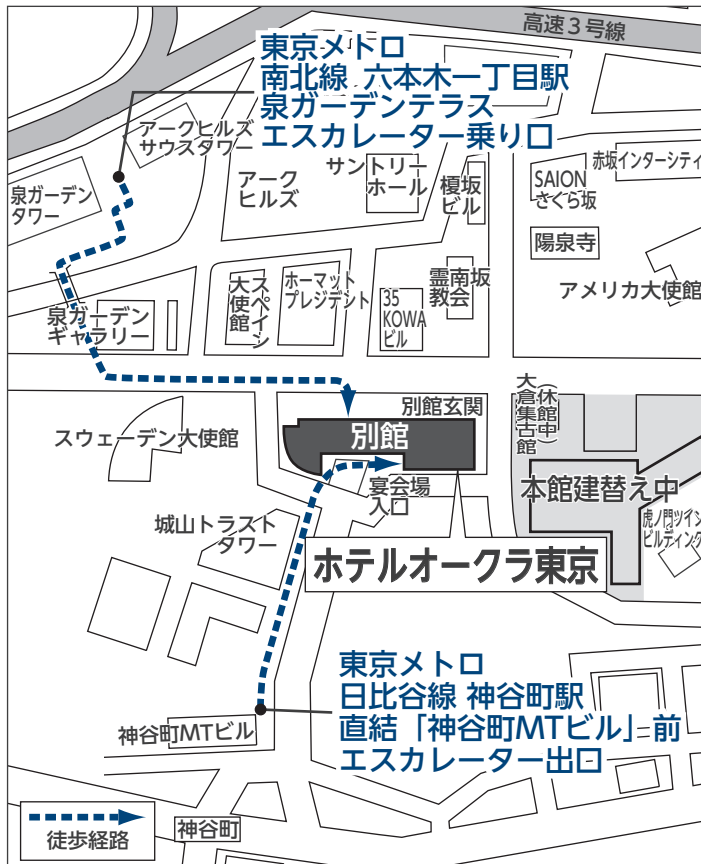 高速3号線
東京メトロ
南北線 六本木一丁目駅
泉ガーデンテラス
エスカレーター乗り口
アークヒルズ
サウスタワー
泉ガーデン
タワー
アーク
ヒルズ
サントリー
ホール
榎坂
ビル
SAION
さくら坂
赤坂インターシティ
陽泉寺
アメリカ大使館
泉ガーデン
ギャラリー
スペイン
大使館
ホーマット
プレジデント
35
KOWA
ビル
霊南坂
教会
別館玄関
別館
(休館中)
大倉集古館
スウェーデン大使館
宴会場
入口
本館建替え中
虎ノ門ツイン
ビルディング
城山トラスト
タワー
ホテルオークラ東京
東京メトロ
日比谷線 神谷町駅
直結「神谷町MTビル」前
エスカレーター出口
神谷町MTビル
神谷町
徒歩経路